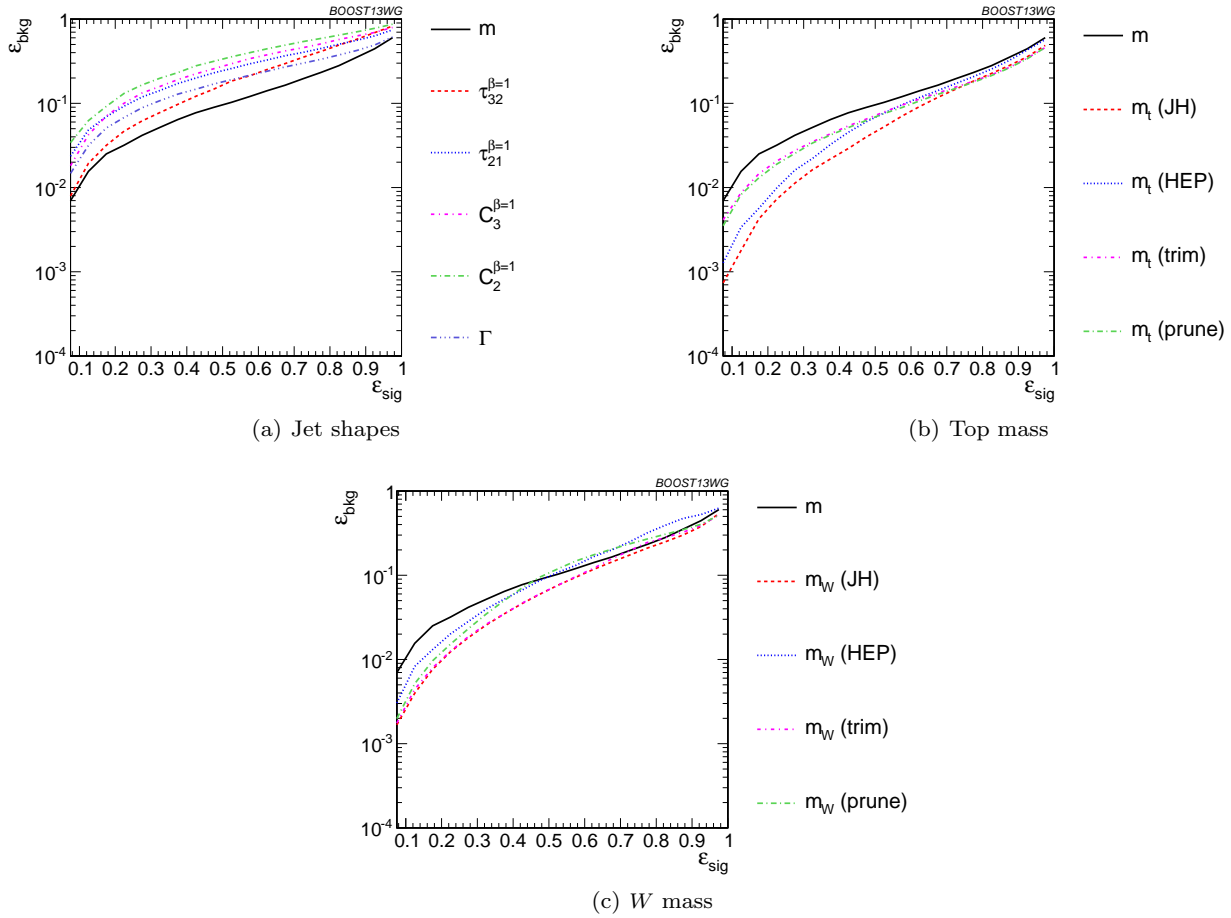 BOOST13WG
ε_bkg
1
10⁻¹
10⁻²
10⁻³
10⁻⁴
0.1 0.2 0.3 0.4 0.5 0.6 0.7 0.8 0.9 1
ε_sig
m
τ₃₂^β=1
τ₂₁^β=1
C₃^β=1
C₂^β=1
Γ
(a) Jet shapes
BOOST13WG
ε_bkg
1
10⁻¹
10⁻²
10⁻³
10⁻⁴
0.1 0.2 0.3 0.4 0.5 0.6 0.7 0.8 0.9 1
ε_sig
m
m_t (JH)
m_t (HEP)
m_t (trim)
m_t (prune)
(b) Top mass
BOOST13WG
ε_bkg
1
10⁻¹
10⁻²
10⁻³
10⁻⁴
0.1 0.2 0.3 0.4 0.5 0.6 0.7 0.8 0.9 1
ε_sig
m
m_W (JH)
m_W (HEP)
m_W (trim)
m_W (prune)
(c) W mass